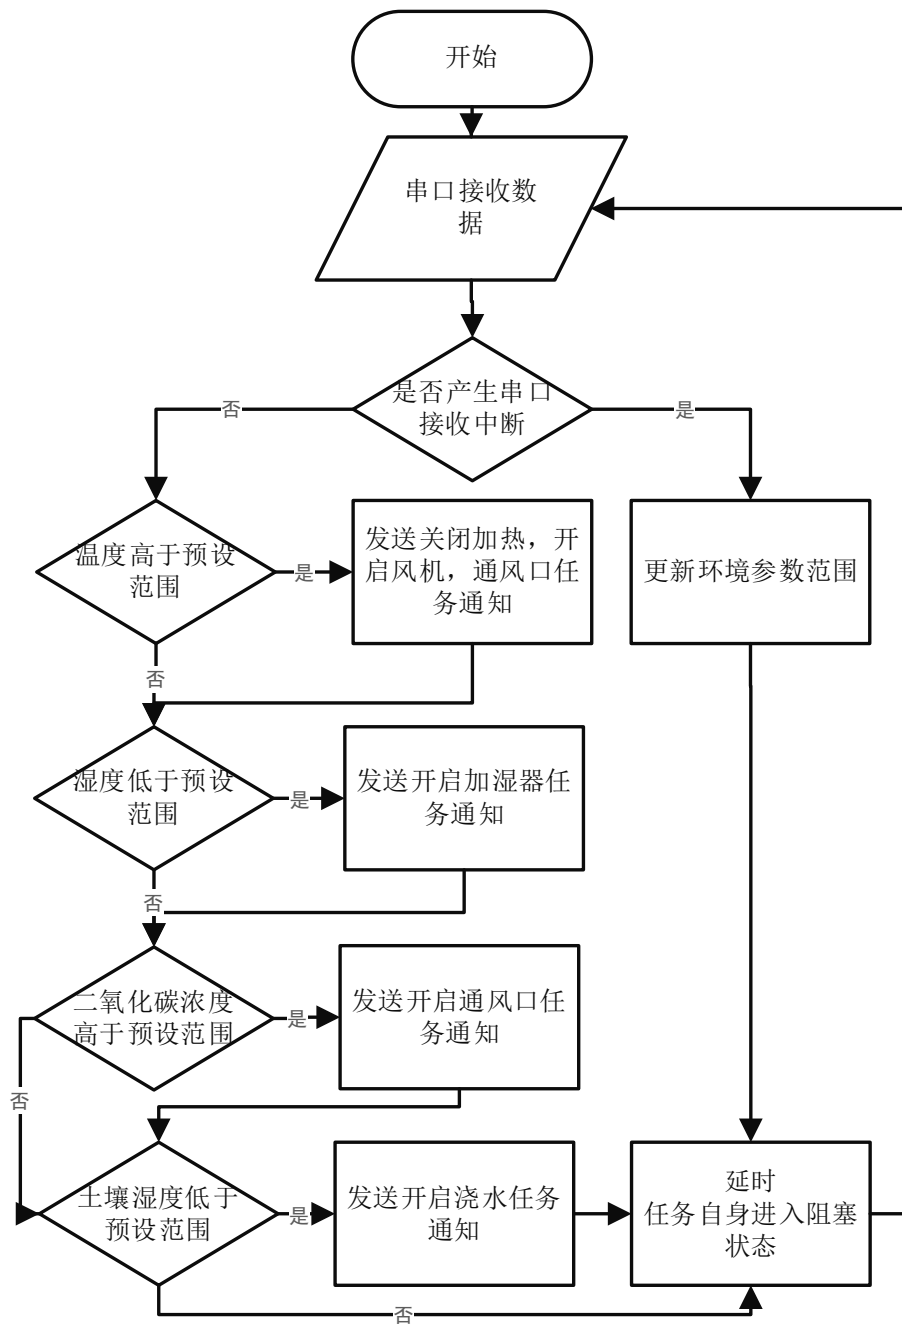 开始
串口接收数
据
是否产生串口
接收中断
否
是
温度高于预设
范围
是
发送关闭加热，开
启风机，通风口任
务通知
更新环境参数范围
否
湿度低于预设
范围
是
发送开启加湿器任
务通知
否
二氧化碳浓度
高于预设范围
是
发送开启通风口任
务通知
否
土壤湿度低于
预设范围
是
发送开启浇水任务
通知
延时
任务自身进入阻塞
状态
否